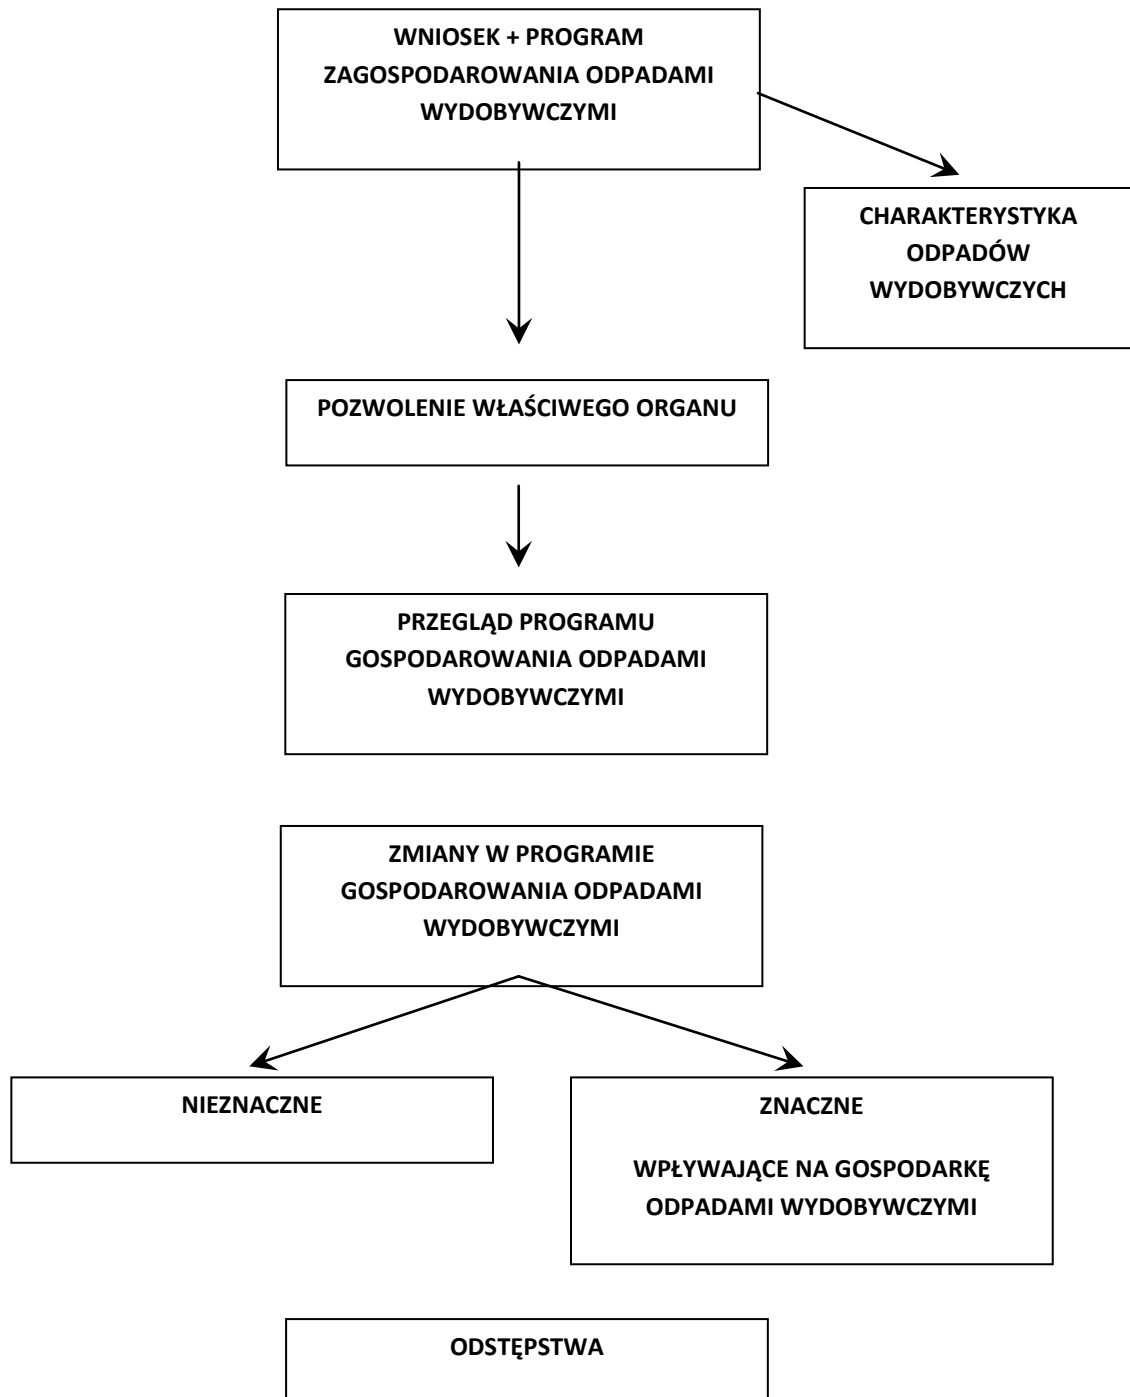 WNIOSEK + PROGRAM
ZAGOSPODAROWANIA ODPADAMI
WYDOBYWCZYMI
CHARAKTERYSTYKA
ODPADÓW
WYDOBYWCZYCH
POZWOLENIE WŁAŚCIWEGO ORGANU
PRZEGLĄD PROGRAMU
GOSPODAROWANIA ODPADAMI
WYDOBYWCZYMI
ZMIANY W PROGRAMIE
GOSPODAROWANIA ODPADAMI
WYDOBYWCZYMI
NIEZNACZNE
ZNACZNE
WPŁYWAJĄCE NA GOSPODARKĘ
ODPADAMI WYDOBYWCZYMI
ODSTĘPSTWA